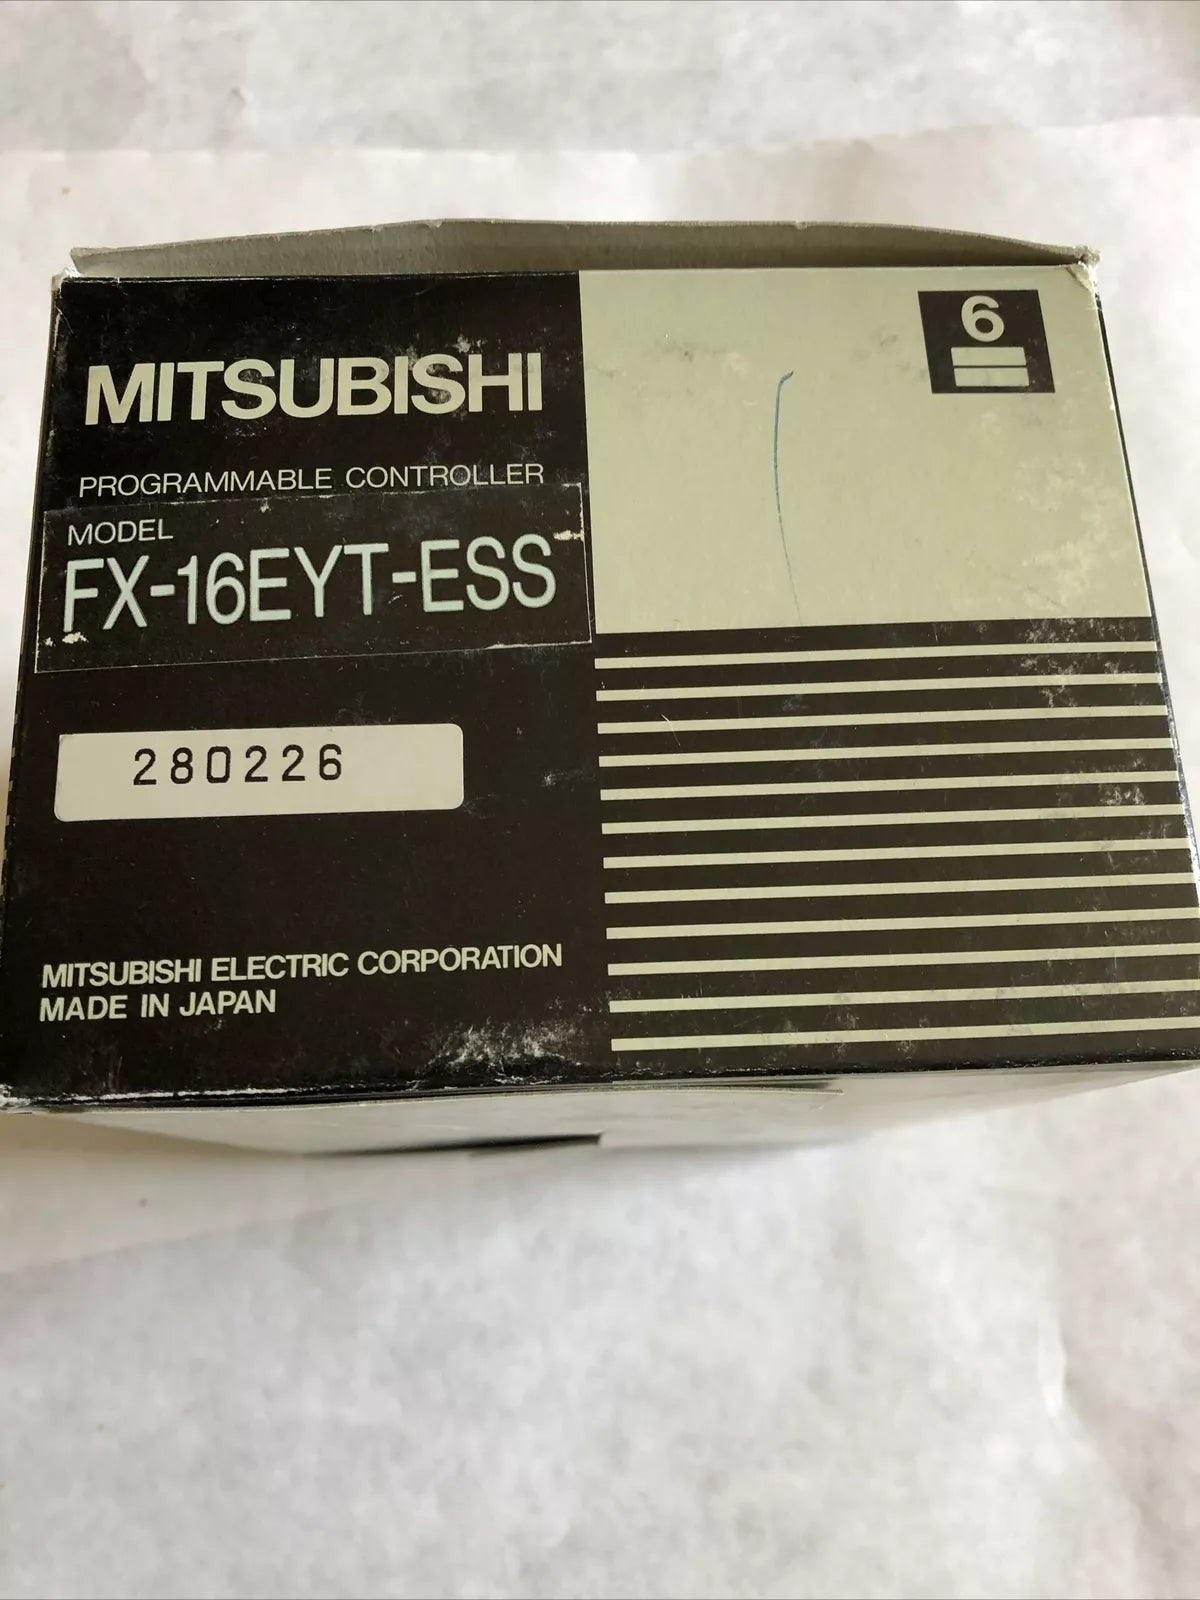 MITSUBISHI
6
PROGRAMMABLE CONTROLLER
MODEL
FX-16EYT-ESS
280226
MITSUBISHI ELECTRIC CORPORATION
MADE IN JAPAN